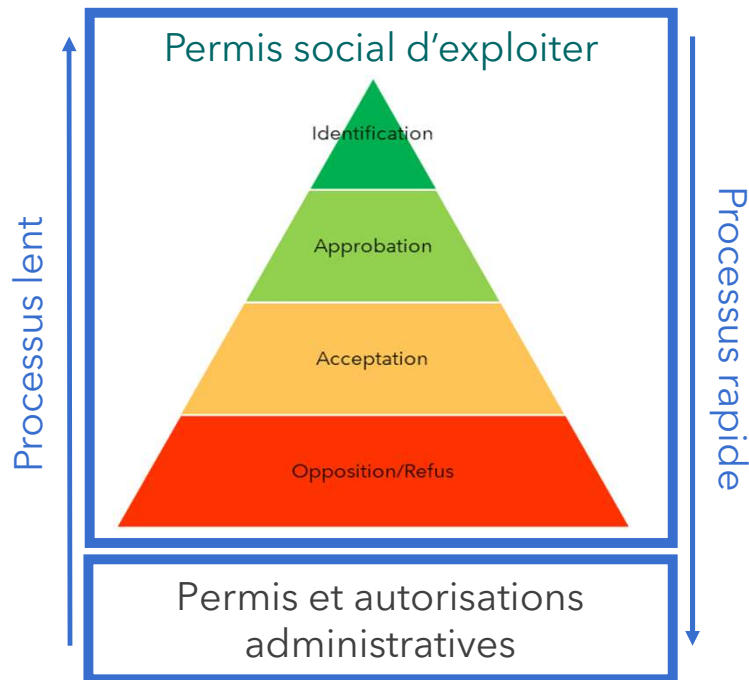 Permis social d’exploiter
Identification
Approbation
Acceptation
Opposition/Refus
Processus lent
Processus rapide
Permis et autorisations
administratives